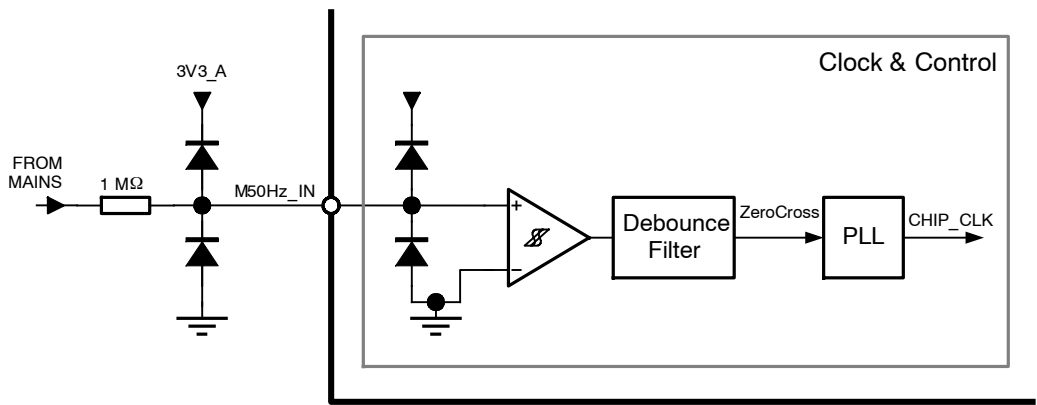 Clock & Control
3V3_A
FROM
MAINS
1 MΩ
M50Hz_IN
+
−
Debounce
Filter
ZeroCross
PLL
CHIP_CLK